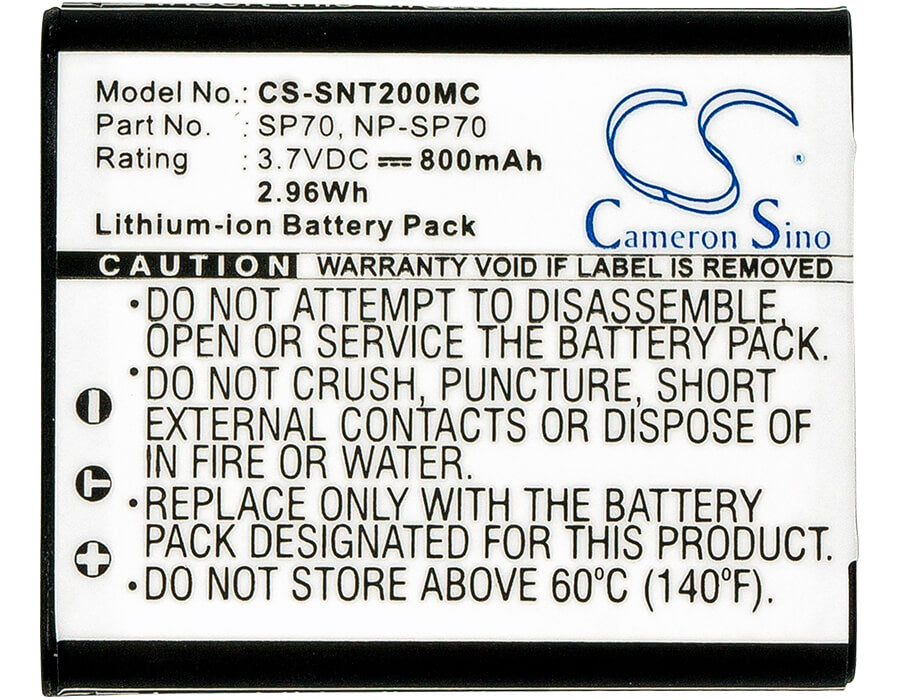 Model No.: CS-SNT200MC
Part No. : SP70, NP-SP70
Rating : 3.7VDC ⎓ 800mAh
2.96Wh
Lithium-ion Battery Pack
CS
®
Cameron Sino
CAUTION WARRANTY VOID IF LABEL IS REMOVED
•DO NOT ATTEMPT TO DISASSEMBLE,
OPEN OR SERVICE THE BATTERY PACK.
•DO NOT CRUSH, PUNCTURE, SHORT
EXTERNAL CONTACTS OR DISPOSE OF
IN FIRE OR WATER.
•REPLACE ONLY WITH THE BATTERY
PACK DESIGNATED FOR THIS PRODUCT.
•DO NOT STORE ABOVE 60°C (140°F).